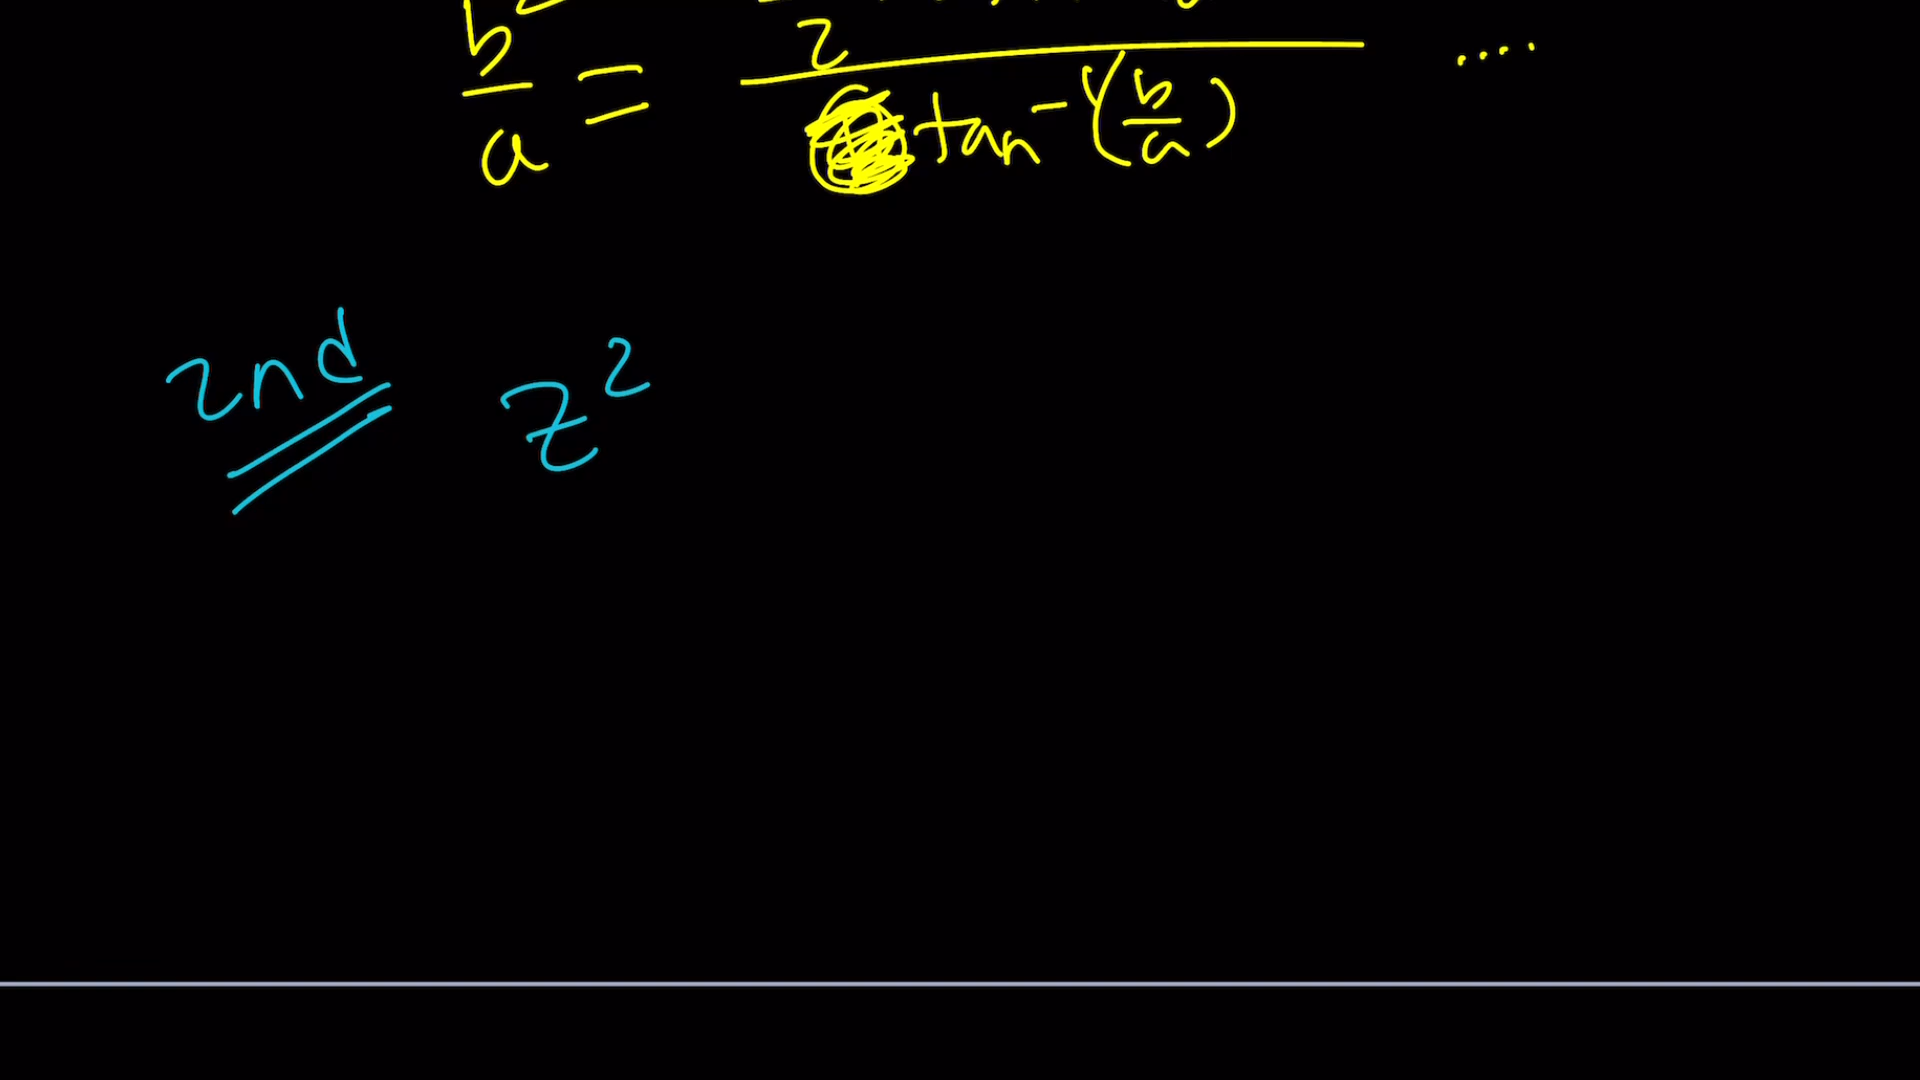 b/a = 2/tan⁻¹(b/a) ....
2nd z²